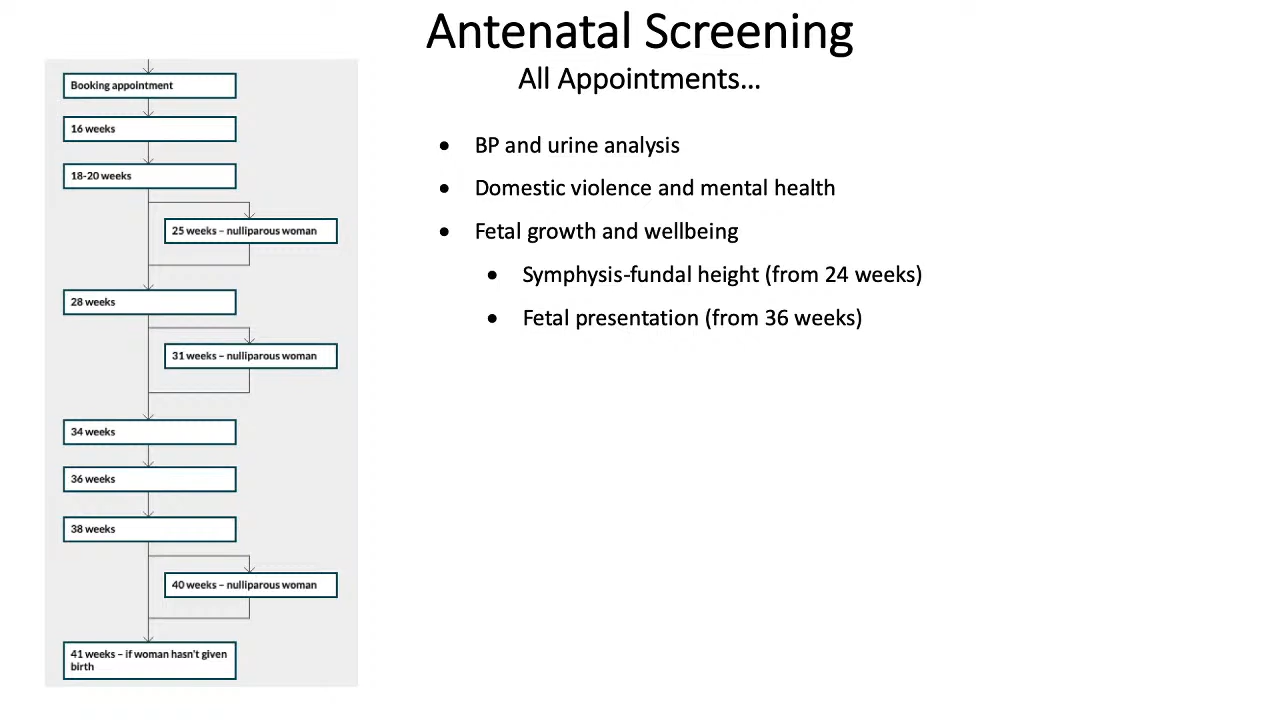 Antenatal Screening
All Appointments...
Booking appointment
16 weeks
18-20 weeks
25 weeks – nulliparous woman
28 weeks
31 weeks – nulliparous woman
34 weeks
36 weeks
38 weeks
40 weeks – nulliparous woman
41 weeks – if woman hasn't given
birth
• BP and urine analysis
• Domestic violence and mental health
• Fetal growth and wellbeing
• Symphysis-fundal height (from 24 weeks)
• Fetal presentation (from 36 weeks)